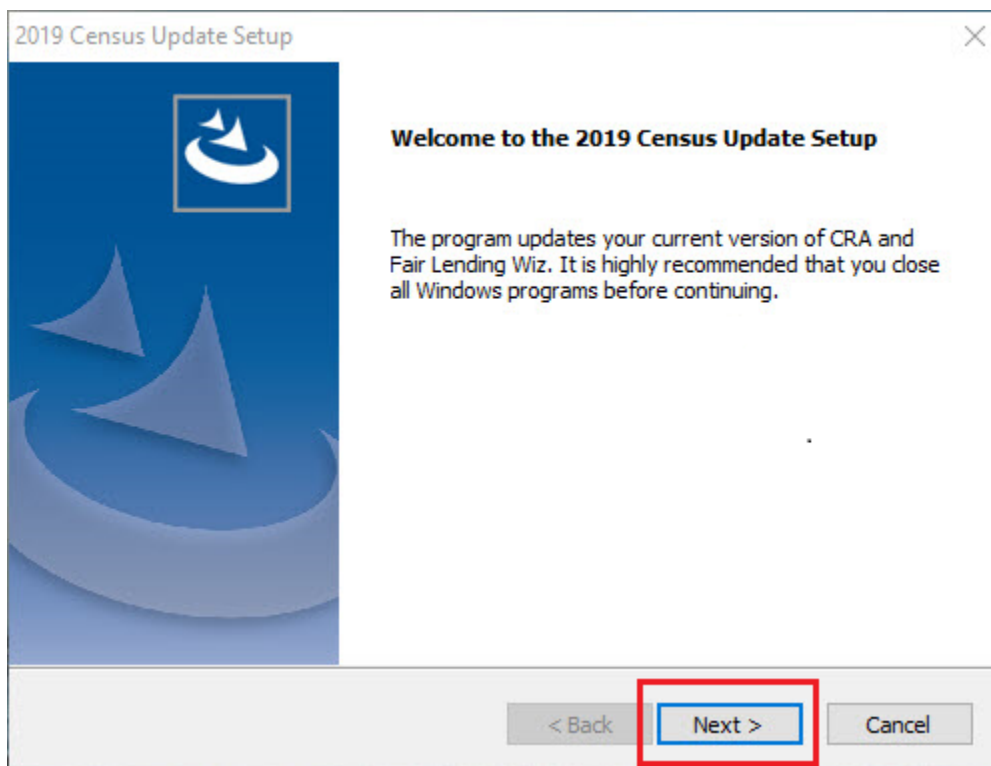 2019 Census Update Setup
Welcome to the 2019 Census Update Setup
The program updates your current version of CRA and
Fair Lending Wiz. It is highly recommended that you close
all Windows programs before continuing.
.
< Back Next > Cancel